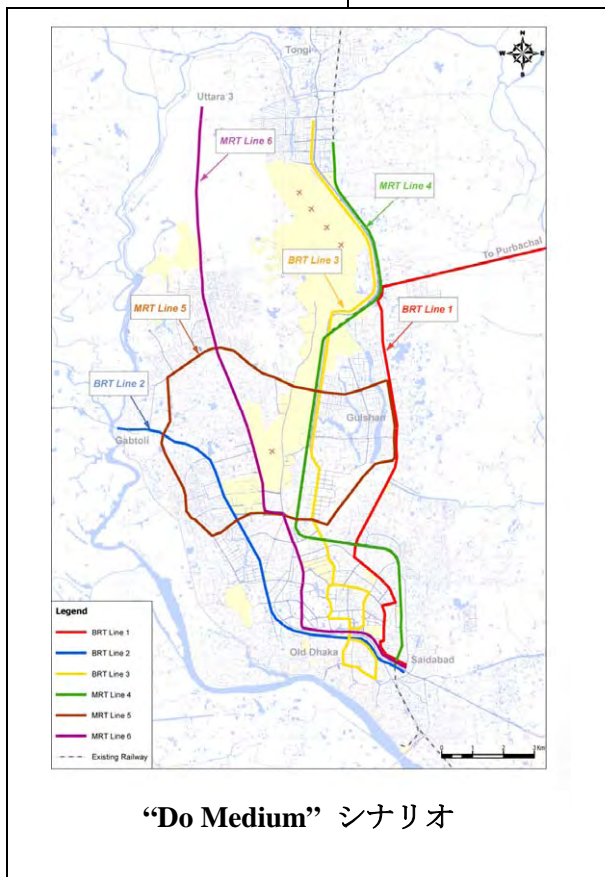 Tongi
N
W E
S
Uttara 3
MRT Line 6
MRT Line 4
To Purbachal
BRT Line 3
MRT Line 5
BRT Line 1
BRT Line 2
Gulshan
Gabtoli
Legend
BRT Line 1
BRT Line 2
BRT Line 3
MRT Line 4
MRT Line 5
MRT Line 6
Existing Railway
Old Dhaka
Saidabad
0 1 2 3 Km
“Do Medium” シナリオ